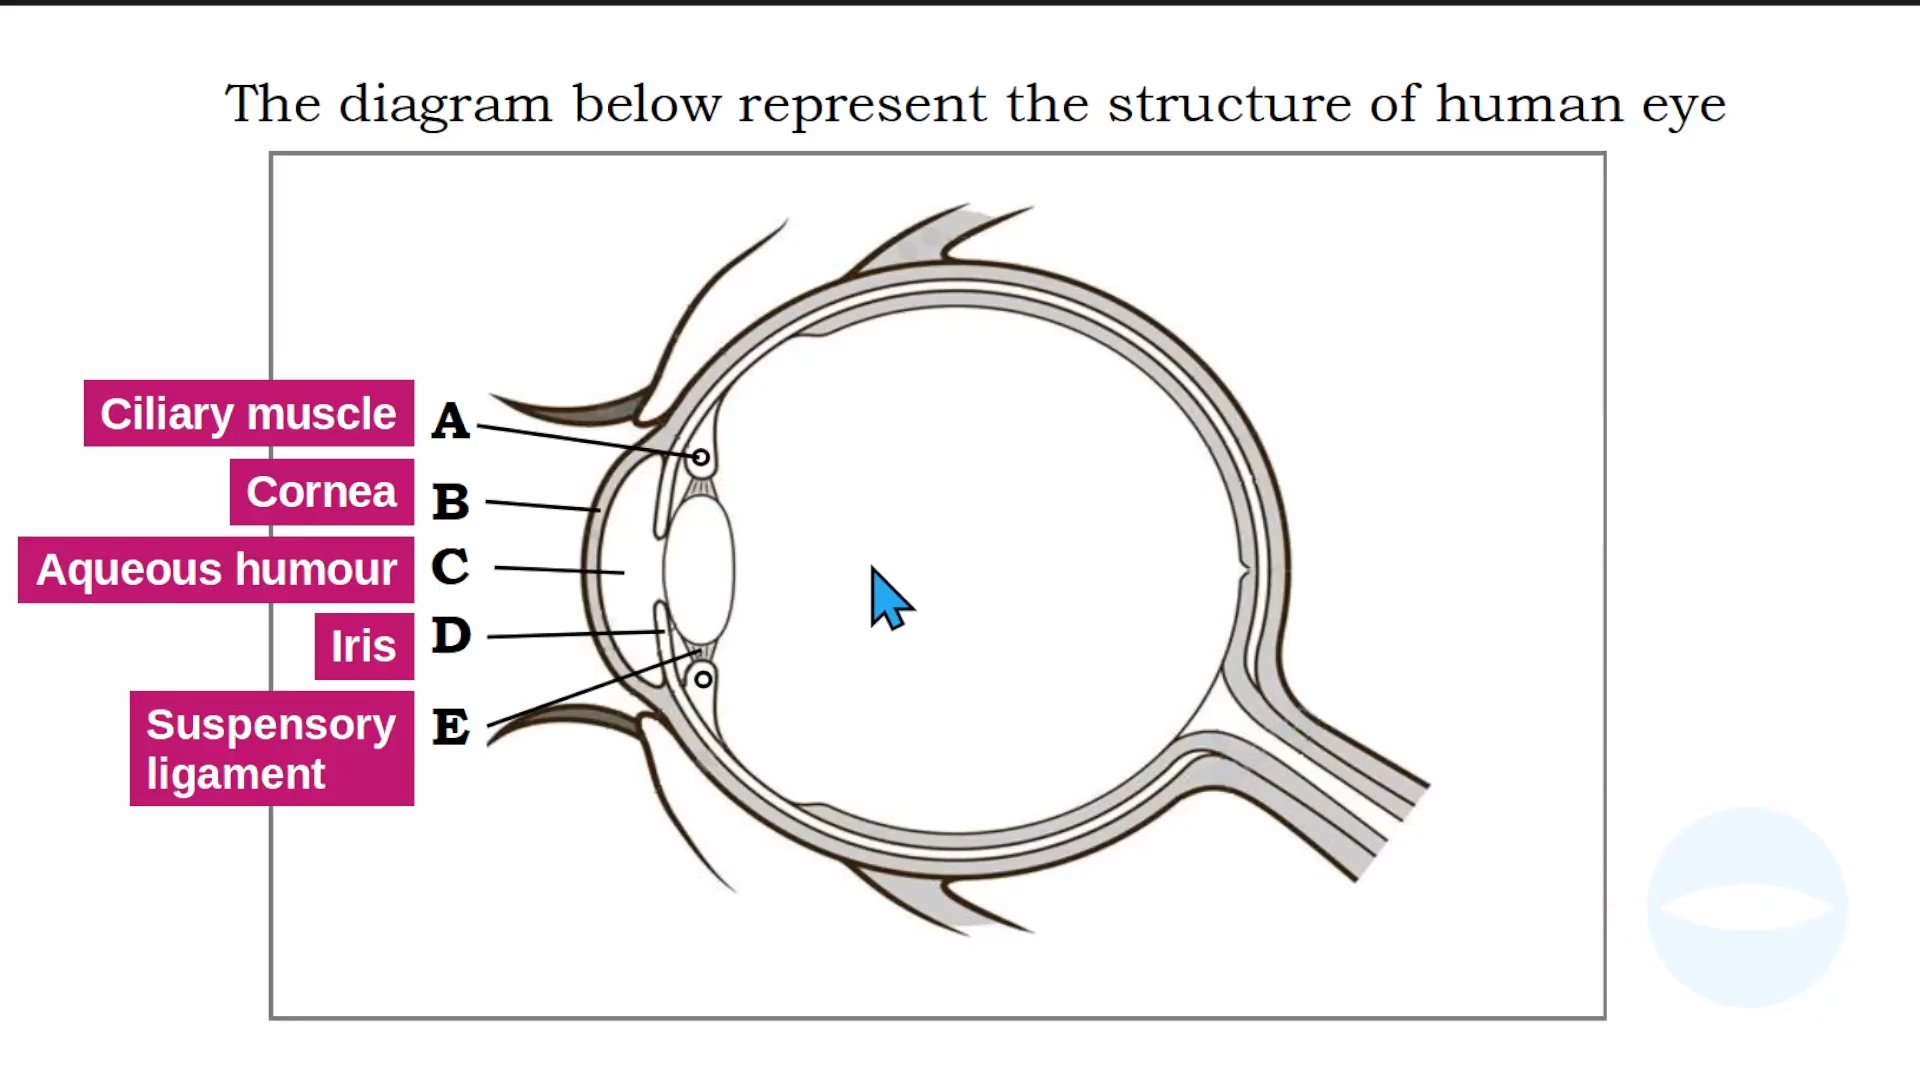 The diagram below represent the structure of human eye
Ciliary muscle A
Cornea B
Aqueous humour C
Iris D
Suspensory
ligament E